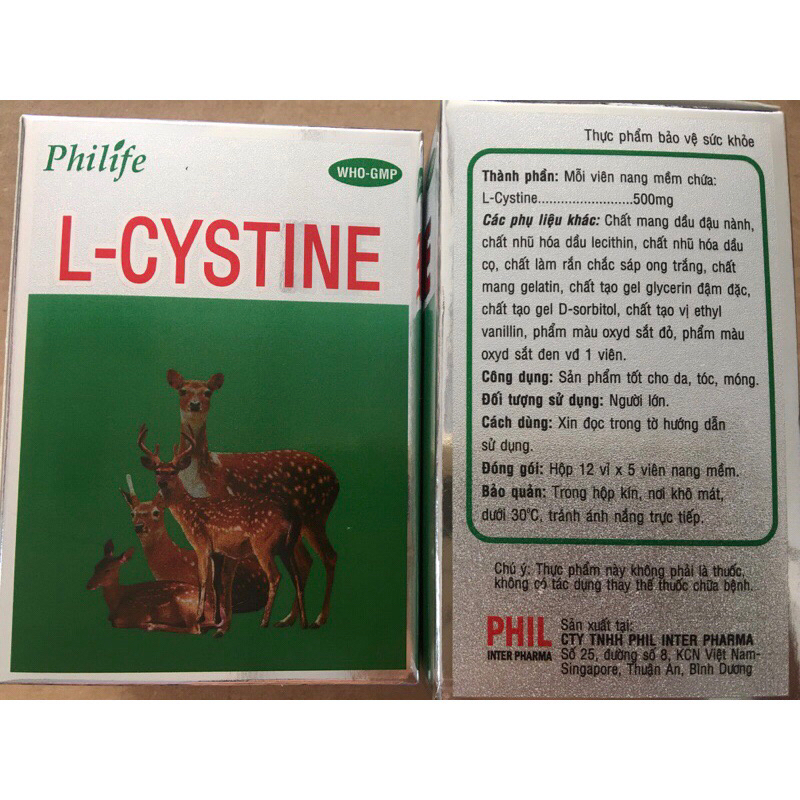 Philife
WHO-GMP
L-CYSTINE
Thực phẩm bảo vệ sức khỏe
Thành phần: Mỗi viên nang mềm chứa:
L-Cystine.........................500mg
Các phụ liệu khác: Chất mang dầu đậu nành,
chất nhũ hóa dầu lecithin, chất nhũ hóa dầu
cọ, chất làm rắn chắc sáp ong trắng, chất
mang gelatin, chất tạo gel glycerin đậm đặc,
chất tạo gel D-sorbitol, chất tạo vị ethyl
vanillin, phẩm màu oxyd sắt đỏ, phẩm màu
oxyd sắt đen vđ 1 viên.
Công dụng: Sản phẩm tốt cho da, tóc, móng.
Đối tượng sử dụng: Người lớn.
Cách dùng: Xin đọc trong tờ hướng dẫn
sử dụng.
Đóng gói: Hộp 12 vỉ x 5 viên nang mềm.
Bảo quản: Trong hộp kín, nơi khô mát,
dưới 30°C, tránh ánh nắng trực tiếp.
Chú ý: Thực phẩm này không phải là thuốc,
không có tác dụng thay thế thuốc chữa bệnh.
PHIL
INTER PHARMA
Sản xuất tại:
CTY TNHH PHIL INTER PHARMA
Số 25, đường số 8, KCN Việt Nam-
Singapore, Thuận An, Bình Dương